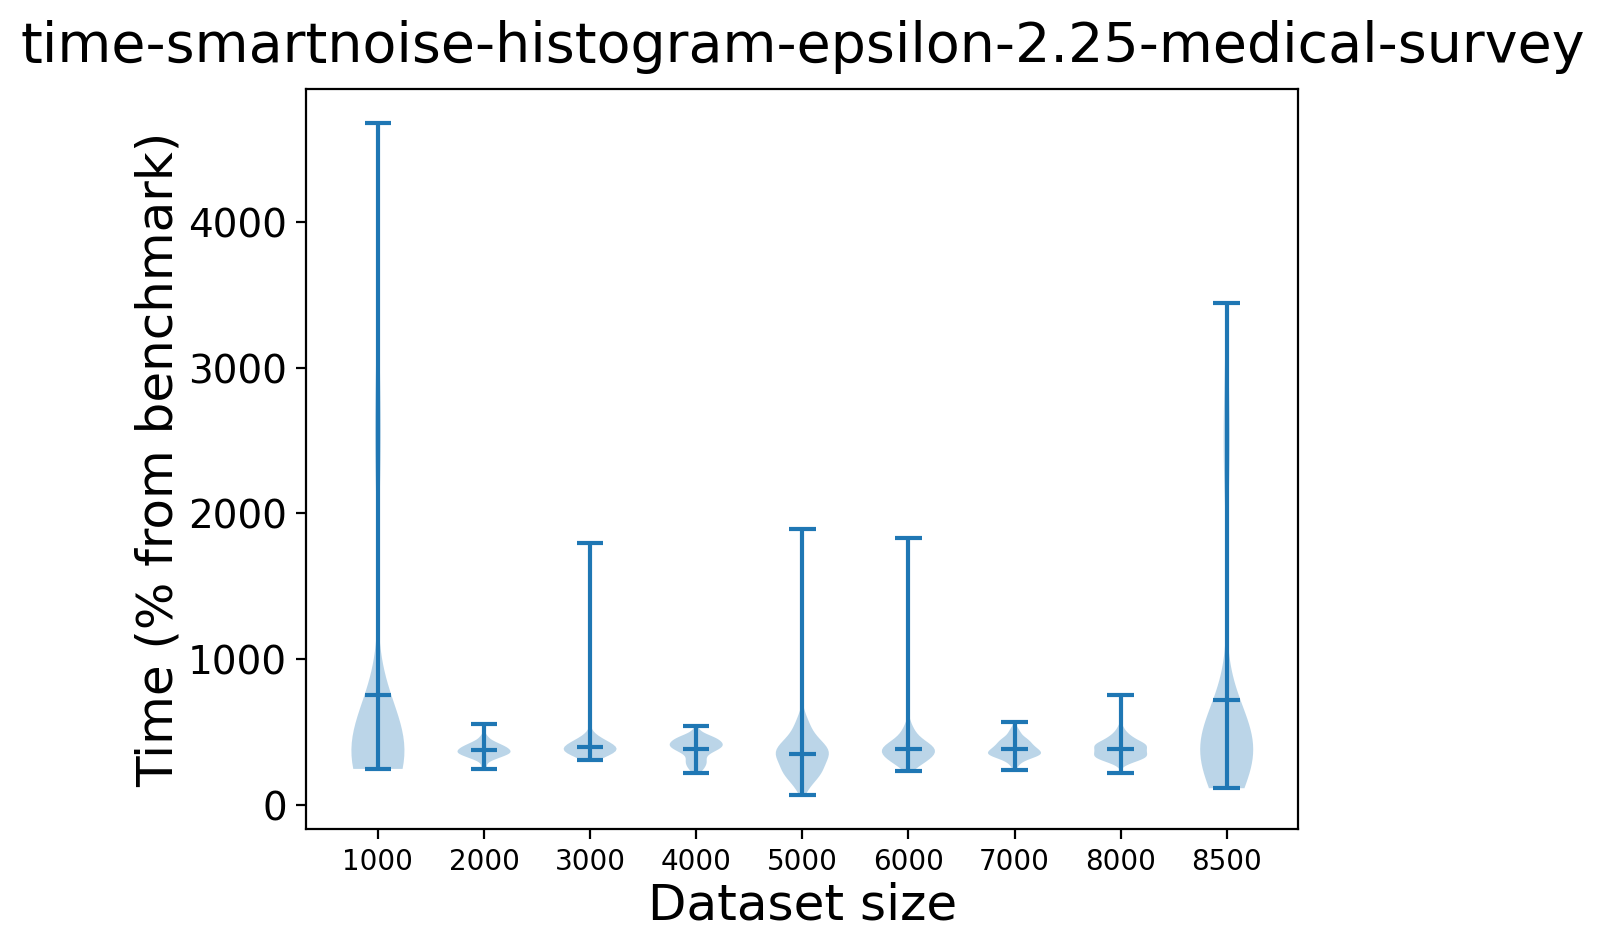 time-smartnoise-histogram-epsilon-2.25-medical-survey
Time (% from benchmark)
4000
3000
2000
1000
0
1000 2000 3000 4000 5000 6000 7000 8000 8500
Dataset size